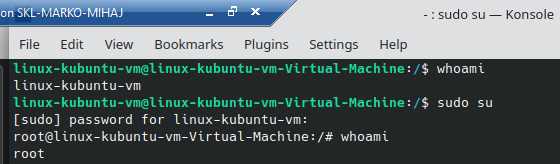 on SKL-MARKO-MIHAJ
- : sudo su — Konsole
File Edit View Bookmarks Plugins Settings Help
linux-kubuntu-vm@linux-kubuntu-vm-Virtual-Machine:/$ whoami
linux-kubuntu-vm
linux-kubuntu-vm@linux-kubuntu-vm-Virtual-Machine:/$ sudo su
[sudo] password for linux-kubuntu-vm:
root@linux-kubuntu-vm-Virtual-Machine:/# whoami
root